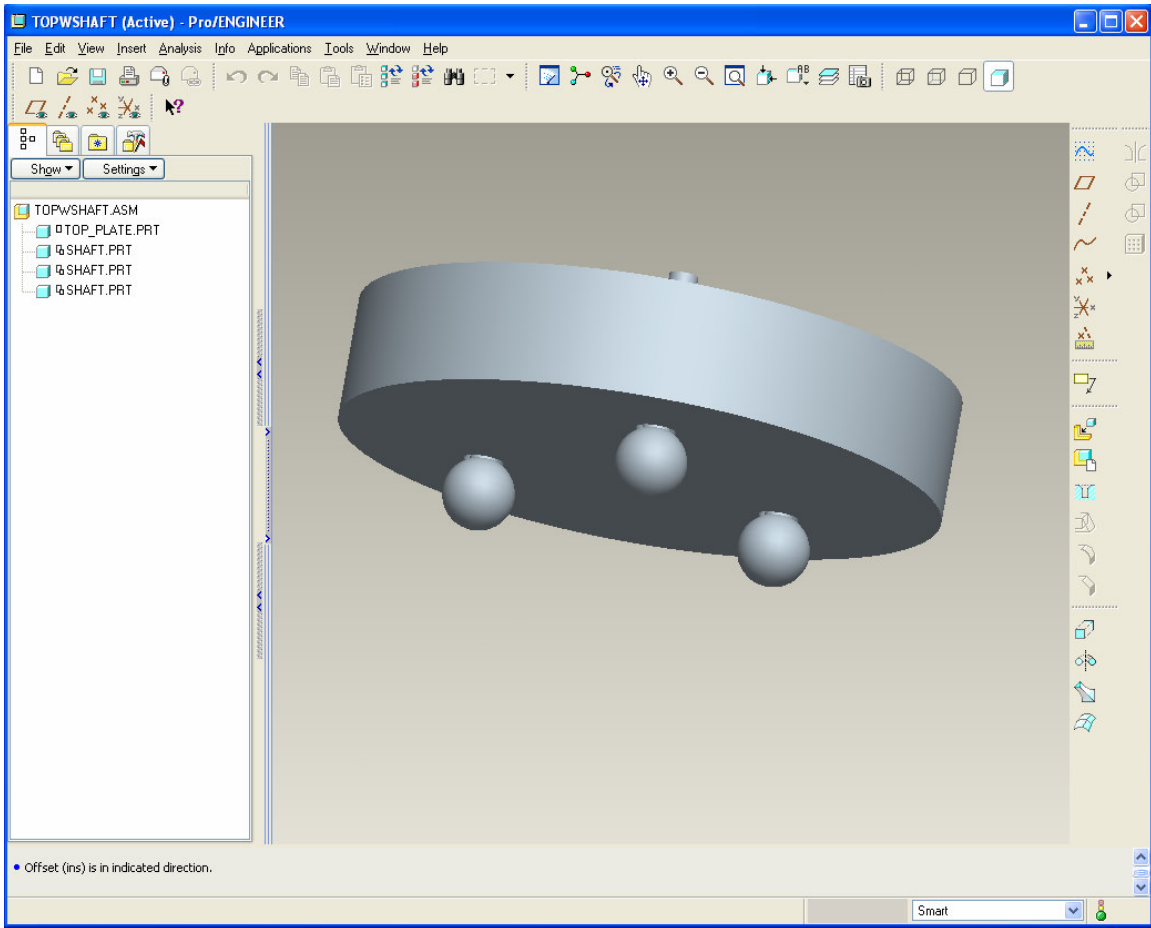 TOPWSHAFT (Active) - Pro/ENGINEER
File Edit View Insert Analysis Info Applications Tools Window Help
Show Settings
TOPWSHAFT.ASM
TOP_PLATE.PRT
SHAFT.PRT
SHAFT.PRT
SHAFT.PRT
• Offset (ins) is in indicated direction.
Smart